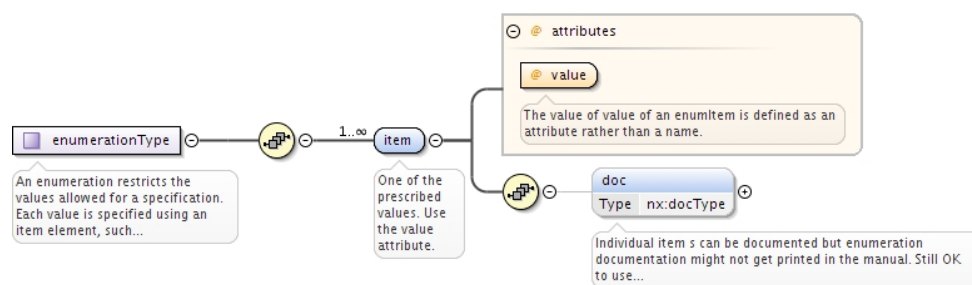 attributes
value
The value of value of an enumItem is defined as an
attribute rather than a name.
enumerationType
1..∞
item
An enumeration restricts the
values allowed for a specification.
Each value is specified using an
item element, such...
One of the
prescribed
values. Use
the value
attribute.
doc
Type nx:docType
Individual item s can be documented but enumeration
documentation might not get printed in the manual. Still OK
to use...